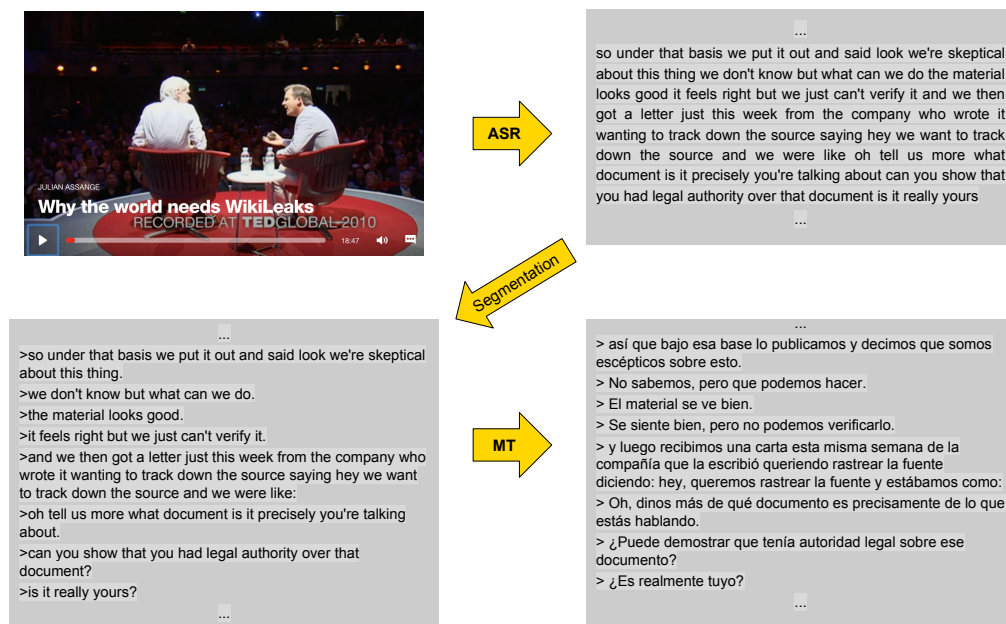 JULIAN ASSANGE
Why the world needs WikiLeaks
RECORDED AT TEDGLOBAL 2010
18:47
ASR
...
so under that basis we put it out and said look we're skeptical
about this thing we don't know but what can we do the material
looks good it feels right but we just can't verify it and we then
got a letter just this week from the company who wrote it
wanting to track down the source saying hey we want to track
down the source and we were like oh tell us more what
document is it precisely you're talking about can you show that
you had legal authority over that document is it really yours
...
Segmentation
...
>so under that basis we put it out and said look we're skeptical
about this thing.
>we don't know but what can we do.
>the material looks good.
>it feels right but we just can't verify it.
>and we then got a letter just this week from the company who
wrote it wanting to track down the source saying hey we want
to track down the source and we were like:
>oh tell us more what document is it precisely you're talking
about.
>can you show that you had legal authority over that
document?
>is it really yours?
...
MT
...
> así que bajo esa base lo publicamos y decimos que somos
escépticos sobre esto.
> No sabemos, pero que podemos hacer.
> El material se ve bien.
> Se siente bien, pero no podemos verificarlo.
> y luego recibimos una carta esta misma semana de la
compañía que la escribió queriendo rastrear la fuente
diciendo: hey, queremos rastrear la fuente y estábamos como:
> Oh, dinos más de qué documento es precisamente de lo que
estás hablando.
> ¿Puede demostrar que tenía autoridad legal sobre ese
documento?
> ¿Es realmente tuyo?
...